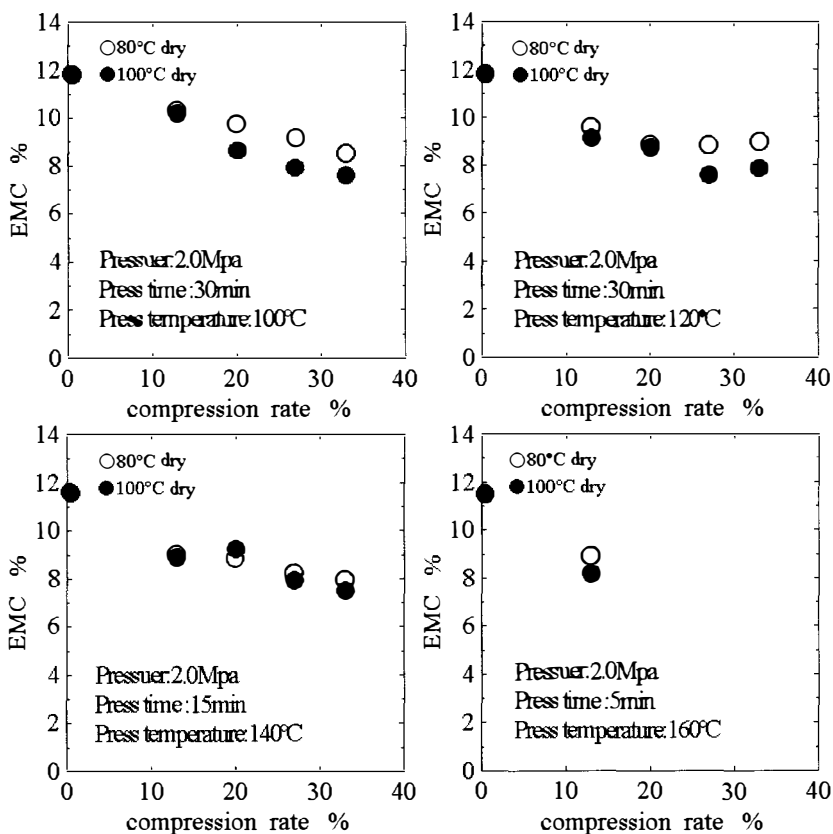 14
12
10
8
6
4
2
0
EMC %
○80°C dry
●100°C dry
Pressuer:2.0Mpa
Press time:30min
Press temperature:100°C
0 10 20 30 40
compression rate %
14
12
10
8
6
4
2
0
EMC %
○80°C dry
●100°C dry
Pressuer:2.0Mpa
Press time:30min
Press temperature:120°C
0 10 20 30 40
compression rate %
14
12
10
8
6
4
2
0
EMC %
○80°C dry
●100°C dry
Pressuer:2.0Mpa
Press time:15min
Press temperature:140°C
0 10 20 30 40
compression rate %
14
12
10
8
6
4
2
0
EMC %
○80°C dry
●100°C dry
Pressuer:2.0Mpa
Press time:5min
Press temperature:160°C
0 10 20 30 40
compression rate %